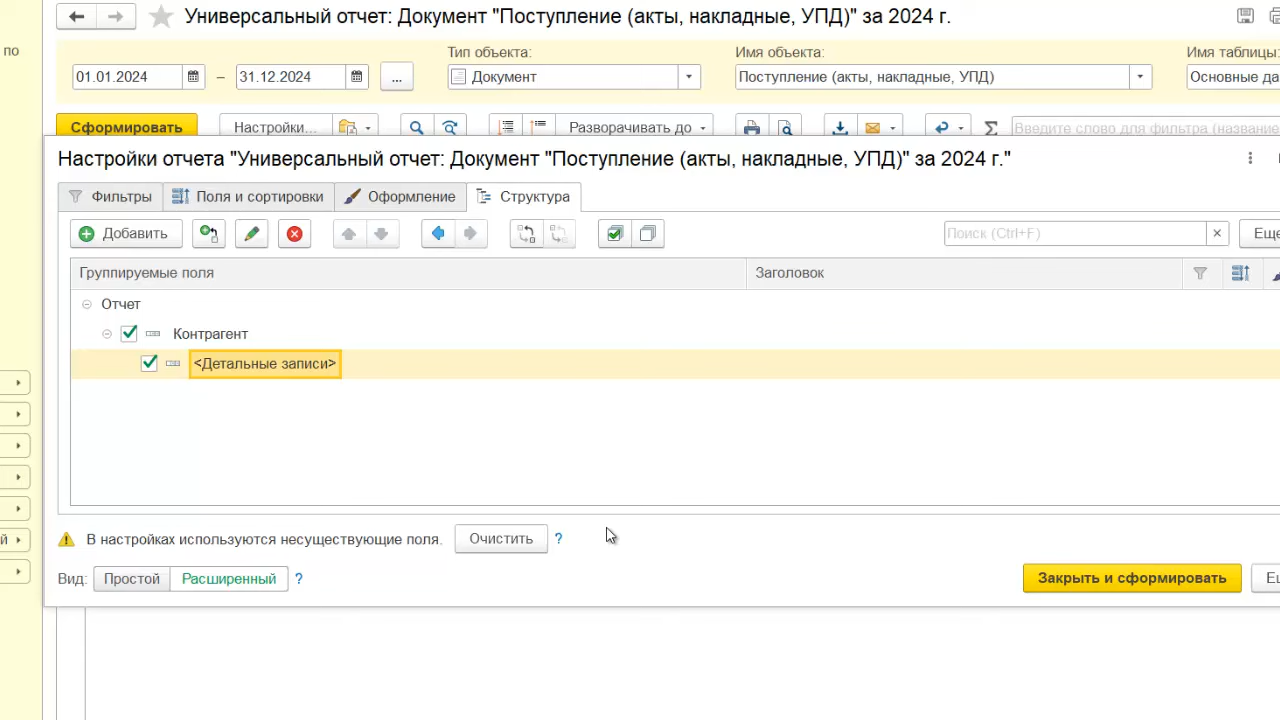 Универсальный отчет: Документ "Поступление (акты, накладные, УПД)" за 2024 г.
по
Тип объекта:
Имя объекта:
Имя таблицы:
01.01.2024
–
31.12.2024
...
Документ
Поступление (акты, накладные, УПД)
Основные да
Сформировать
Настройки...
Разворачивать до
Σ
Введите слово для фильтра (название
Настройки отчета "Универсальный отчет: Документ "Поступление (акты, накладные, УПД)" за 2024 г."
Фильтры
Поля и сортировки
Оформление
Структура
Добавить
Поиск (Ctrl+F)
×
Еще
Группируемые поля
Заголовок
Отчет
Контрагент
<Детальные записи>
В настройках используются несуществующие поля.
Очистить
?
й
Вид:
Простой
Расширенный
?
Закрыть и сформировать
Ещ